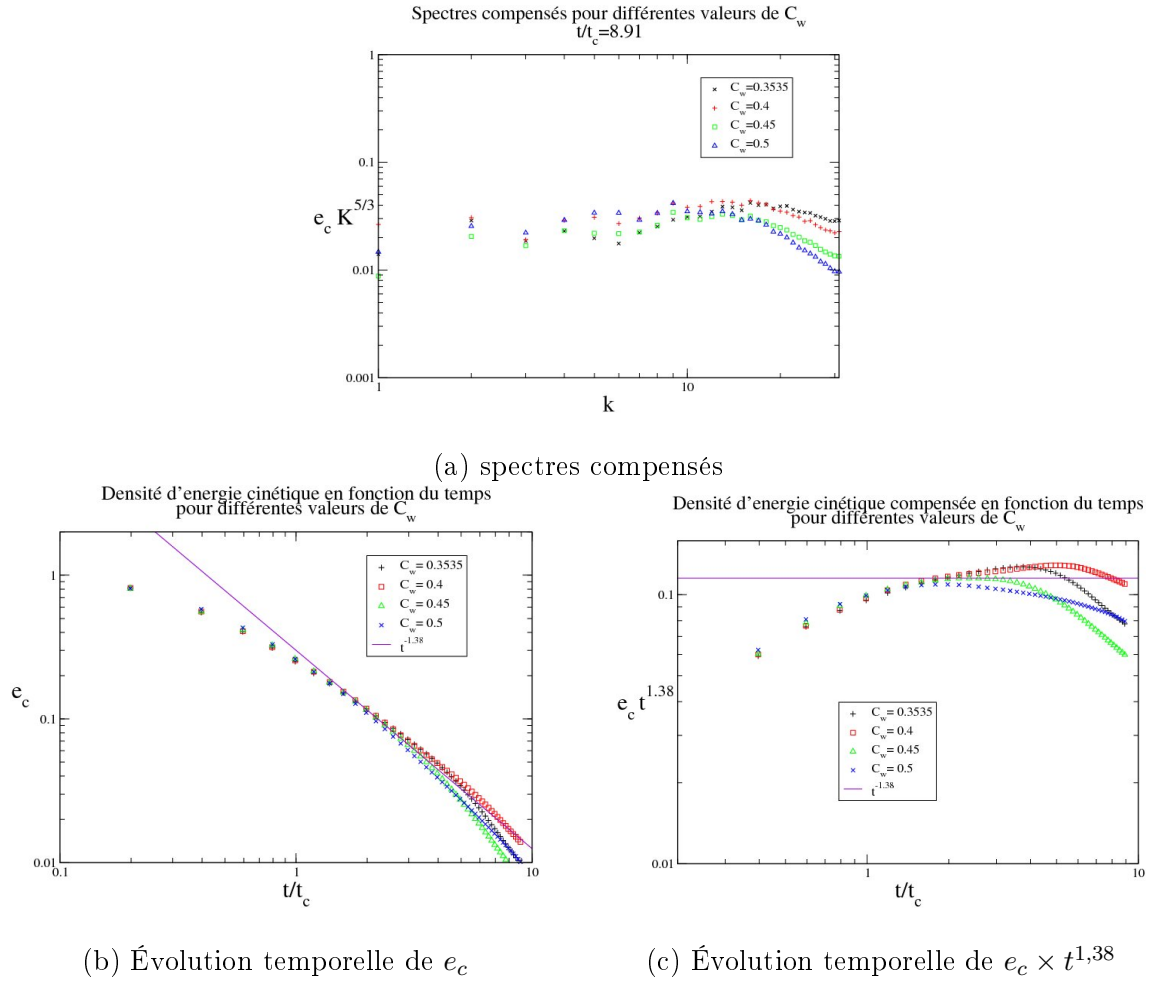 Spectres compensés pour différentes valeurs de C_w
t/t_c=8.91
1
0.1
0.01
0.001
e_c K^5/3
C_w=0.3535
C_w=0.4
C_w=0.45
C_w=0.5
1
10
k
(a) spectres compensés
Densité d'energie cinétique en fonction du temps
pour différentes valeurs de C_w
1
0.1
0.01
e_c
C_w= 0.3535
C_w= 0.4
C_w= 0.45
C_w= 0.5
t^-1.38
0.1
1
10
t/t_c
(b) Évolution temporelle de e_c
Densité d'energie cinétique compensée en fonction du temps
pour différentes valeurs de C_w
0.1
0.01
e_c t^1.38
C_w= 0.3535
C_w= 0.4
C_w= 0.45
C_w= 0.5
t^-1.38
1
10
t/t_c
(c) Évolution temporelle de e_c × t^1,38